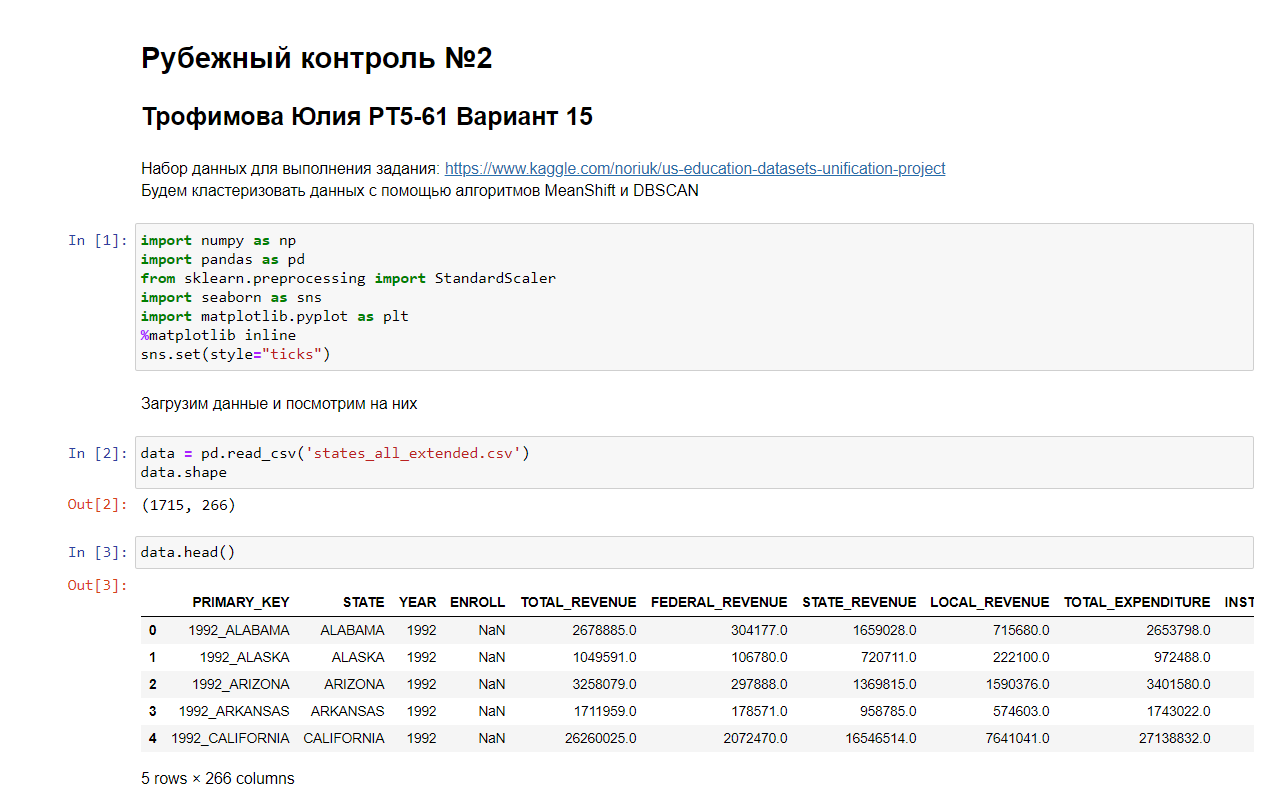 Рубежный контроль №2
Трофимова Юлия РТ5-61 Вариант 15
Набор данных для выполнения задания: https://www.kaggle.com/noriuk/us-education-datasets-unification-project
Будем кластеризовать данных с помощью алгоритмов MeanShift и DBSCAN
In [1]: import numpy as np
import pandas as pd
from sklearn.preprocessing import StandardScaler
import seaborn as sns
import matplotlib.pyplot as plt
%matplotlib inline
sns.set(style="ticks")
Загрузим данные и посмотрим на них
In [2]: data = pd.read_csv('states_all_extended.csv')
data.shape
Out[2]: (1715, 266)
In [3]: data.head()
Out[3]:
PRIMARY_KEY STATE YEAR ENROLL TOTAL_REVENUE FEDERAL_REVENUE STATE_REVENUE LOCAL_REVENUE TOTAL_EXPENDITURE INST
0 1992_ALABAMA ALABAMA 1992 NaN 2678885.0 304177.0 1659028.0 715680.0 2653798.0
1 1992_ALASKA ALASKA 1992 NaN 1049591.0 106780.0 720711.0 222100.0 972488.0
2 1992_ARIZONA ARIZONA 1992 NaN 3258079.0 297888.0 1369815.0 1590376.0 3401580.0
3 1992_ARKANSAS ARKANSAS 1992 NaN 1711959.0 178571.0 958785.0 574603.0 1743022.0
4 1992_CALIFORNIA CALIFORNIA 1992 NaN 26260025.0 2072470.0 16546514.0 7641041.0 27138832.0
5 rows × 266 columns